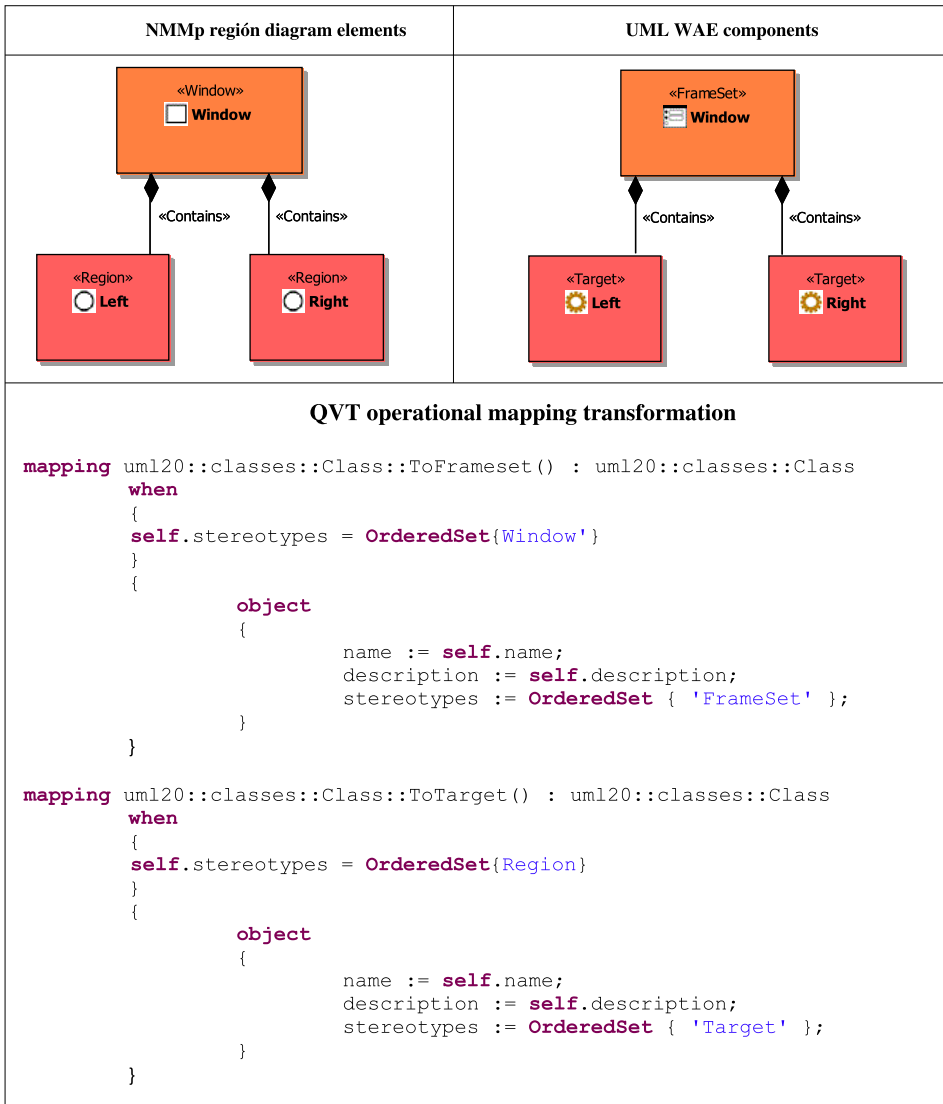 NMMp región diagram elements
UML WAE components
«Window»
Window
«Contains»
«Contains»
«Region»
Left
«Region»
Right
«FrameSet»
Window
«Contains»
«Contains»
«Target»
Left
«Target»
Right
QVT operational mapping transformation
mapping uml20::classes::Class::ToFrameset() : uml20::classes::Class
when
{
self.stereotypes = OrderedSet{Window'}
}
{
object
{
name := self.name;
description := self.description;
stereotypes := OrderedSet { 'FrameSet' };
}
}
mapping uml20::classes::Class::ToTarget() : uml20::classes::Class
when
{
self.stereotypes = OrderedSet{Region}
}
{
object
{
name := self.name;
description := self.description;
stereotypes := OrderedSet { 'Target' };
}
}